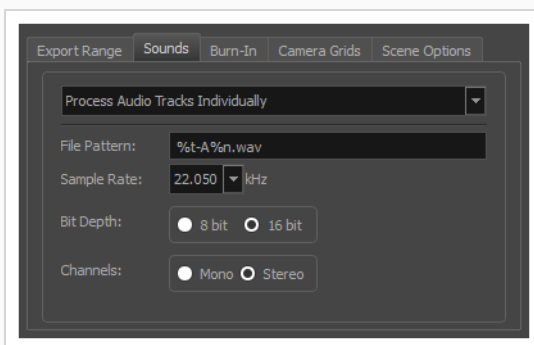 Export Range Sounds Burn-In Camera Grids Scene Options
Process Audio Tracks Individually
File Pattern: %t-A%n.wav
Sample Rate: 22.050 kHz
Bit Depth: 8 bit 16 bit
Channels: Mono Stereo